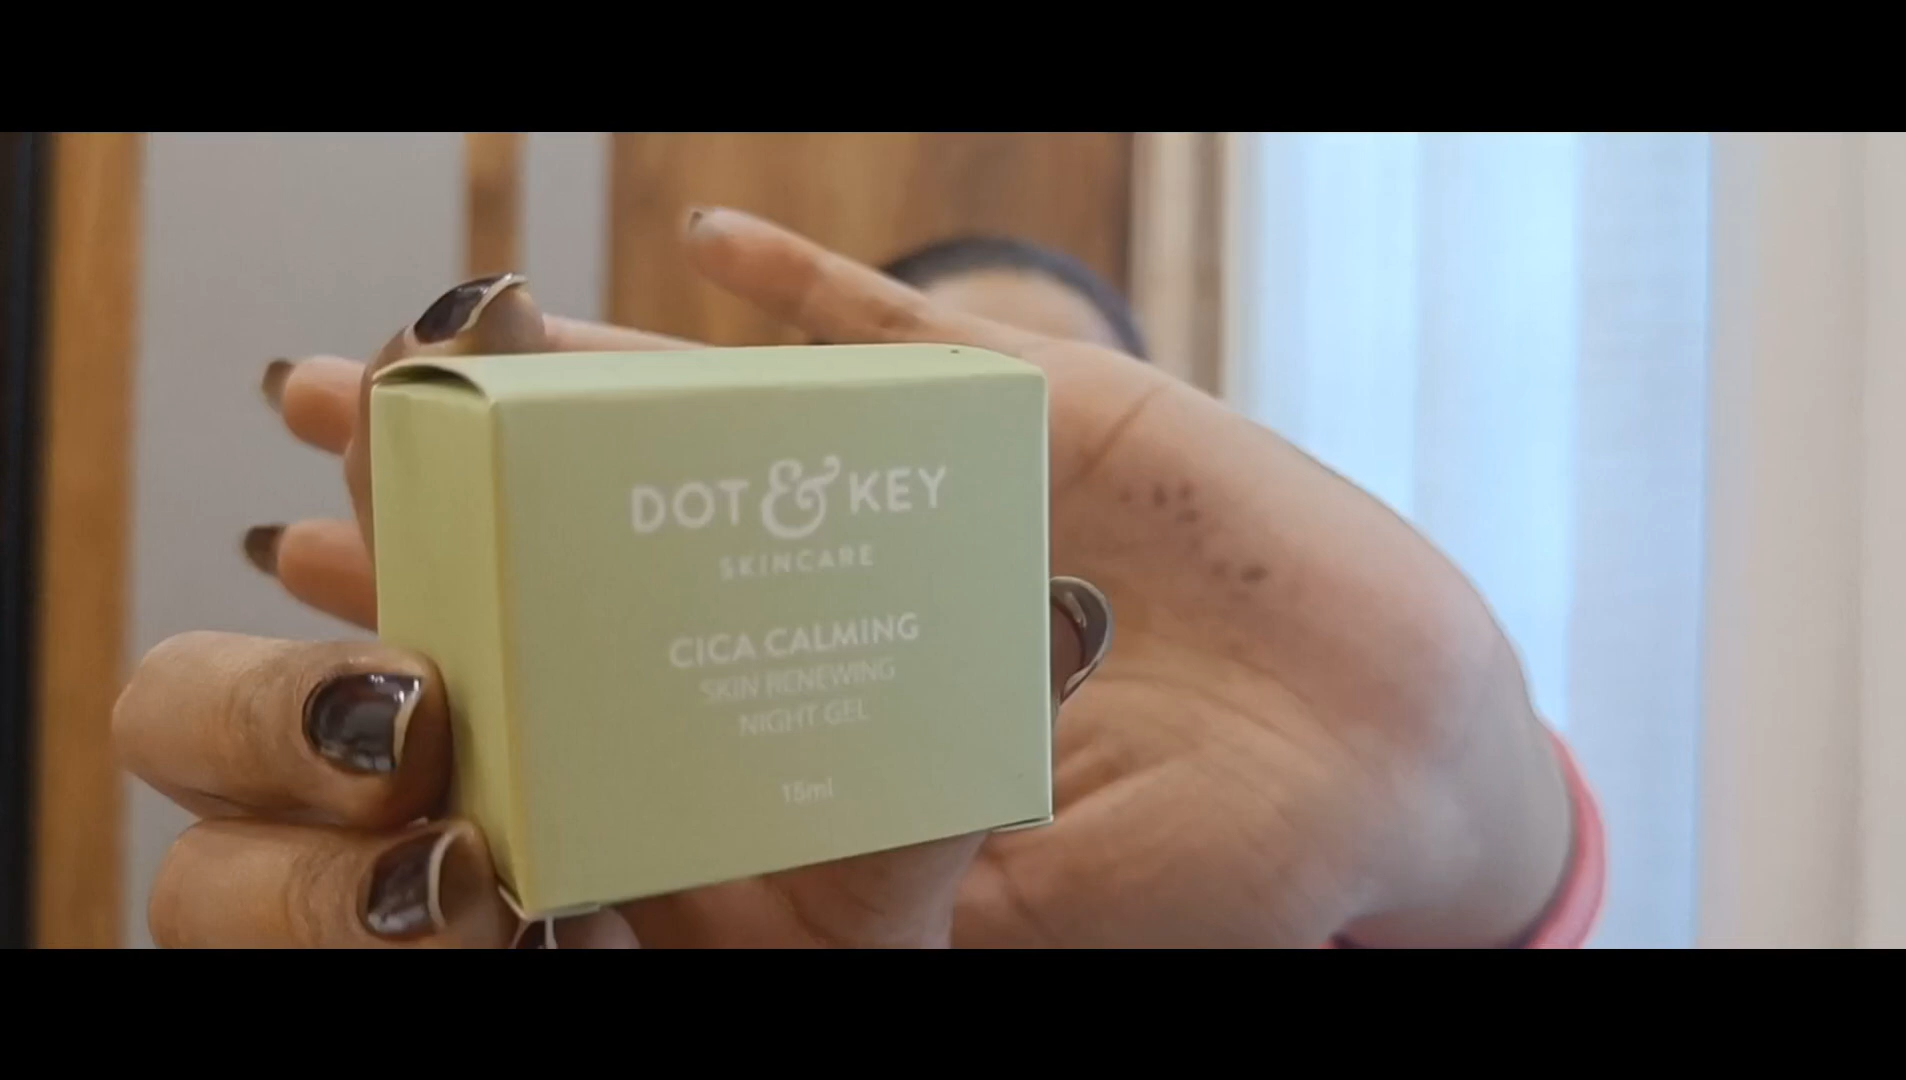 DOT & KEY
SKINCARE
CICA CALMING
SKIN RENEWING
NIGHT GEL
15ml